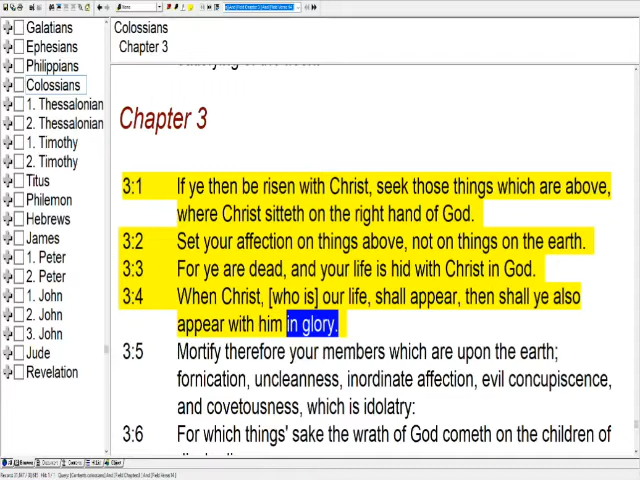 Galatians
Ephesians
Philippians
Colossians
1. Thessalonian
2. Thessalonian
1. Timothy
2. Timothy
Titus
Philemon
Hebrews
James
1. Peter
2. Peter
1. John
2. John
3. John
Jude
Revelation
Colossians
Chapter 3
Chapter 3
3:1 If ye then be risen with Christ, seek those things which are above,
where Christ sitteth on the right hand of God.
3:2 Set your affection on things above, not on things on the earth.
3:3 For ye are dead, and your life is hid with Christ in God.
3:4 When Christ, [who is] our life, shall appear, then shall ye also
appear with him in glory.
3:5 Mortify therefore your members which are upon the earth;
fornication, uncleanness, inordinate affection, evil concupiscence,
and covetousness, which is idolatry:
3:6 For which things' sake the wrath of God cometh on the children of